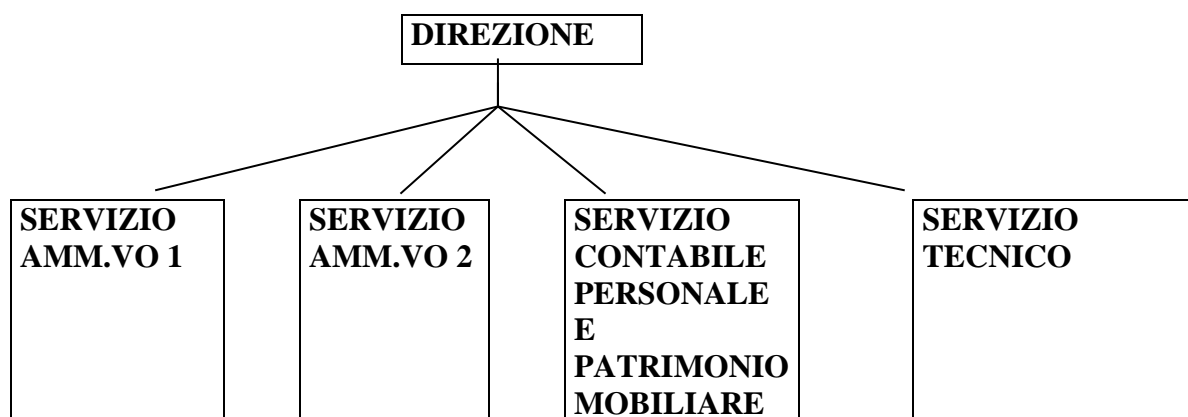 DIREZIONE
SERVIZIO
AMM.VO 1
SERVIZIO
AMM.VO 2
SERVIZIO
CONTABILE
PERSONALE
E
PATRIMONIO
MOBILIARE
SERVIZIO
TECNICO